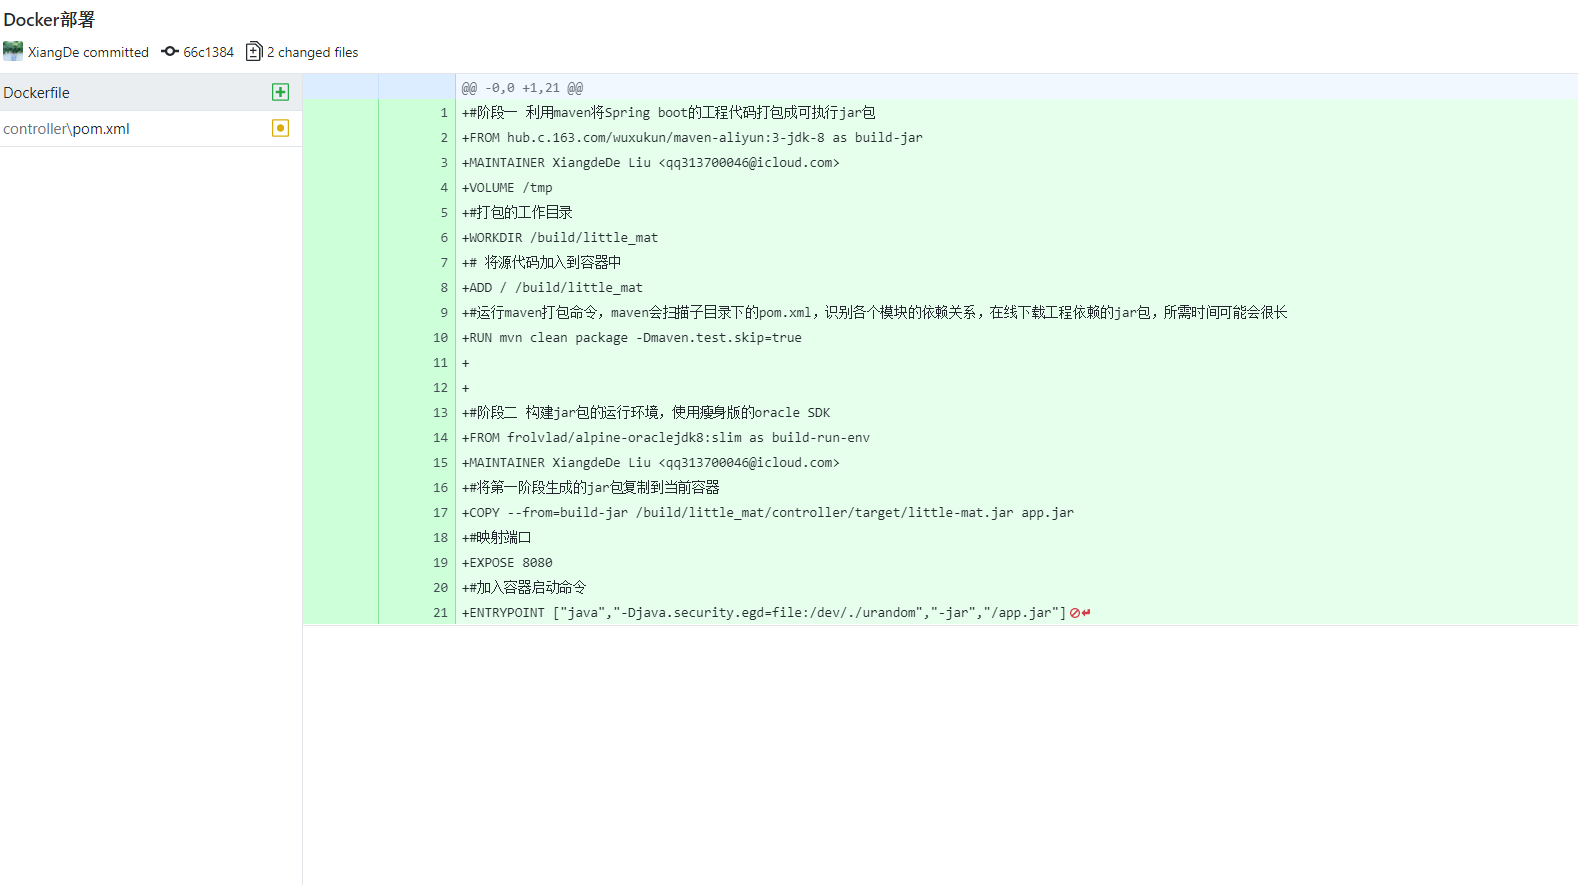 Docker部署
XiangDe committed 66c1384 2 changed files
Dockerfile
controller\pom.xml
@@ -0,0 +1,21 @@
1 +#阶段一 利用maven将Spring boot的工程代码打包成可执行jar包
2 +FROM hub.c.163.com/wuxukun/maven-aliyun:3-jdk-8 as build-jar
3 +MAINTAINER XiangdeDe Liu <qq313700046@icloud.com>
4 +VOLUME /tmp
5 +#打包的工作目录
6 +WORKDIR /build/little_mat
7 +# 将源代码加入到容器中
8 +ADD / /build/little_mat
9 +#运行maven打包命令，maven会扫描子目录下的pom.xml，识别各个模块的依赖关系，在线下载工程依赖的jar包，所需时间可能会很长
10 +RUN mvn clean package -Dmaven.test.skip=true
11 +
12 +
13 +#阶段二 构建jar包的运行环境，使用瘦身版的oracle SDK
14 +FROM frolvlad/alpine-oraclejdk8:slim as build-run-env
15 +MAINTAINER XiangdeDe Liu <qq313700046@icloud.com>
16 +#将第一阶段生成的jar包复制到当前容器
17 +COPY --from=build-jar /build/little_mat/controller/target/little-mat.jar app.jar
18 +#映射端口
19 +EXPOSE 8080
20 +#加入容器启动命令
21 +ENTRYPOINT ["java","-Djava.security.egd=file:/dev/./urandom","-jar","/app.jar"]